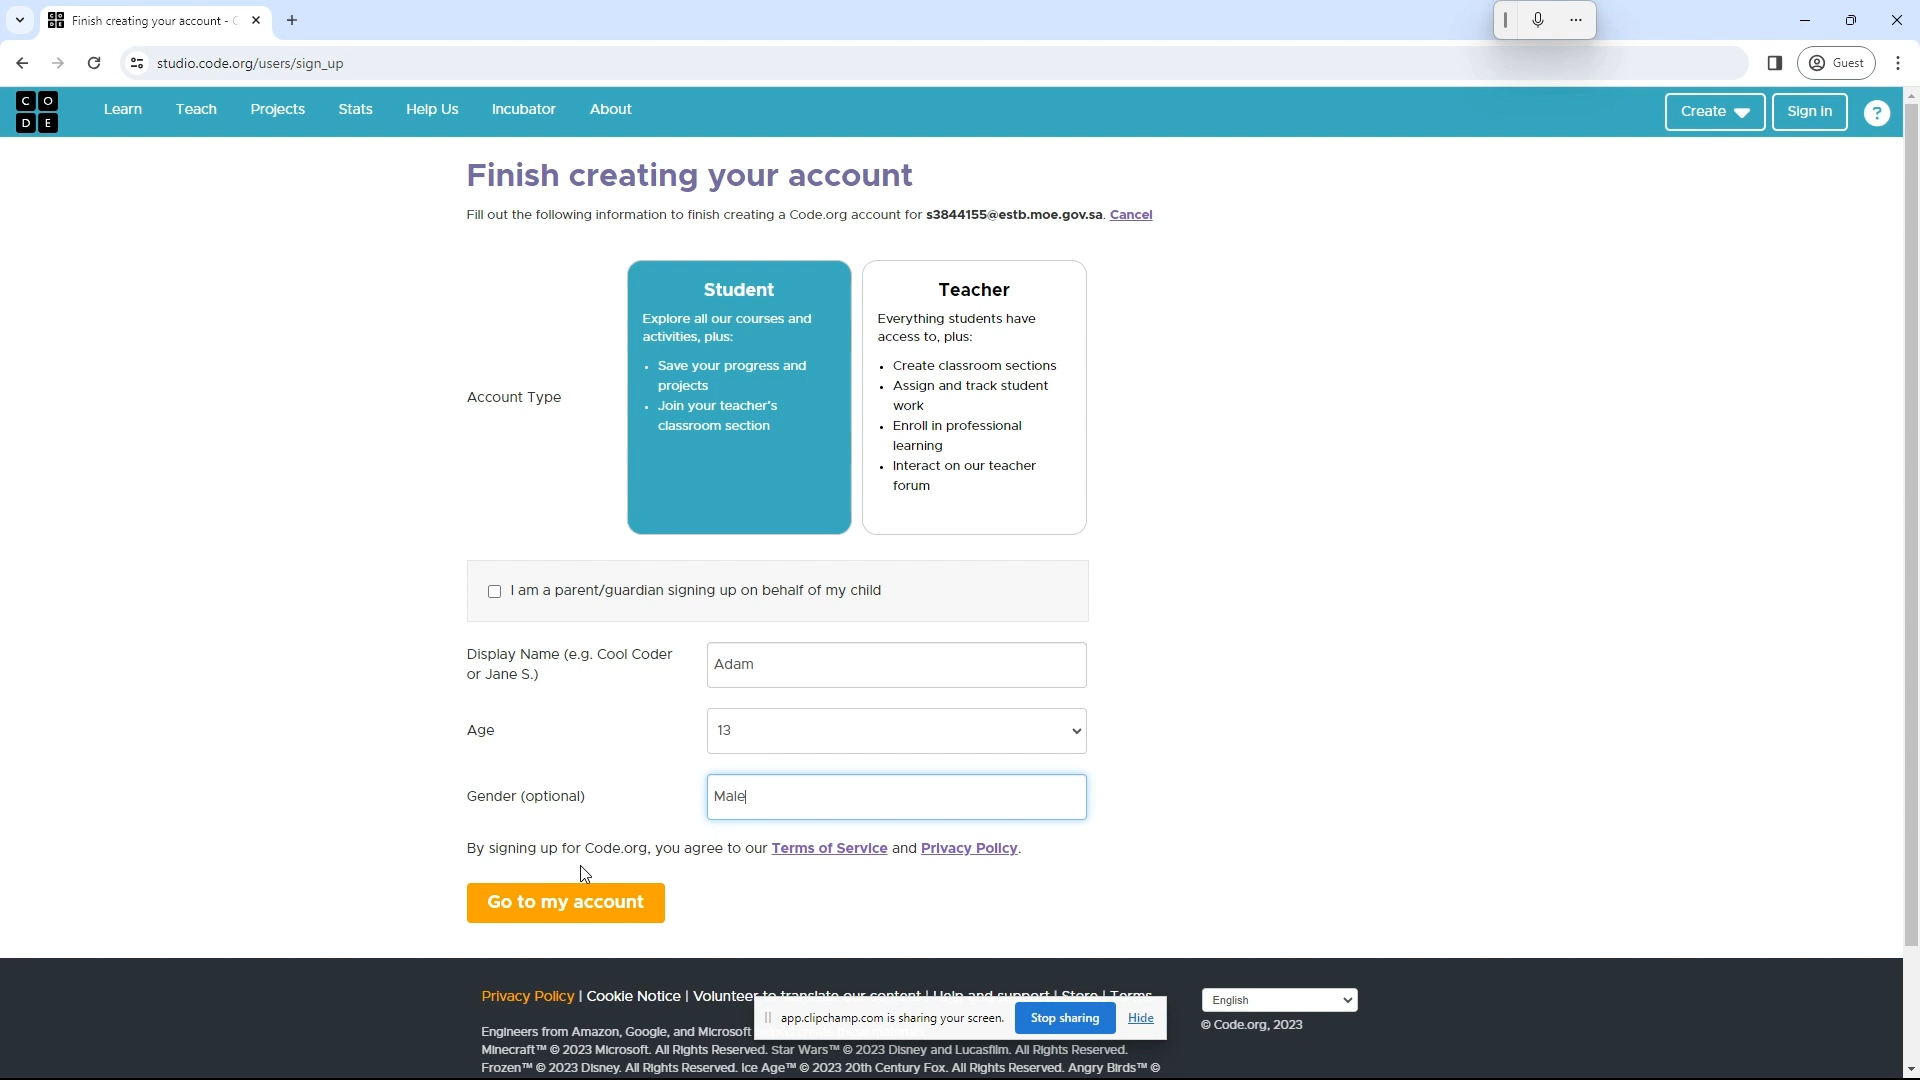 Finish creating your account - C
studio.code.org/users/sign_up
Guest
C O
D E
Learn Teach Projects Stats Help Us Incubator About
Create
Sign in
?
Finish creating your account
Fill out the following information to finish creating a Code.org account for s3844155@estb.moe.gov.sa. Cancel
Account Type
Student
Explore all our courses and
activities, plus:
• Save your progress and
projects
• Join your teacher's
classroom section
Teacher
Everything students have
access to, plus:
• Create classroom sections
• Assign and track student
work
• Enroll in professional
learning
• Interact on our teacher
forum
I am a parent/guardian signing up on behalf of my child
Display Name (e.g. Cool Coder
or Jane S.)
Adam
Age
13
Gender (optional)
Male
By signing up for Code.org, you agree to our Terms of Service and Privacy Policy.
Go to my account
Privacy Policy | Cookie Notice | Volunteer to translate our content | Help and support | Store | Terms
English
app.clipchamp.com is sharing your screen.
Stop sharing
Hide
© Code.org, 2023
Engineers from Amazon, Google, and Microsoft
Minecraft™ © 2023 Microsoft. All Rights Reserved. Star Wars™ © 2023 Disney and Lucasfilm. All Rights Reserved.
Frozen™ © 2023 Disney. All Rights Reserved. Ice Age™ © 2023 20th Century Fox. All Rights Reserved. Angry Birds™ ©